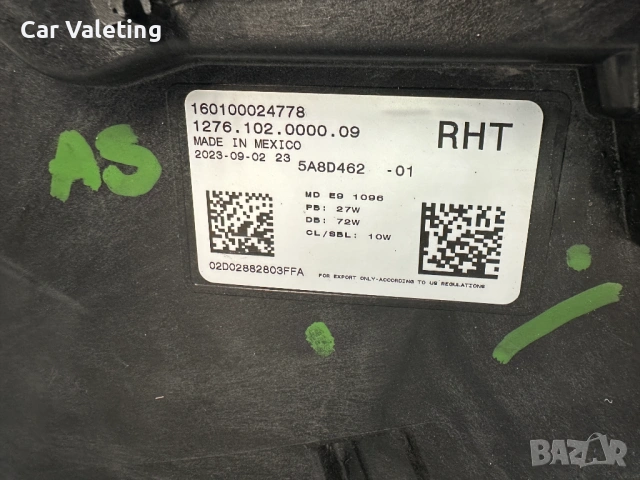 Car Valeting
160100024778
1276.102.0000.09
RHT
MADE IN MEXICO
2023-09-02 23
5A8D462 -01
MD E9 1096
PB: 27W
DB: 72W
CL/SBL: 10W
02D02882803FFA
FOR EXPORT ONLY-ACCORDING TO US REGULATIONS
AS
BAZAR